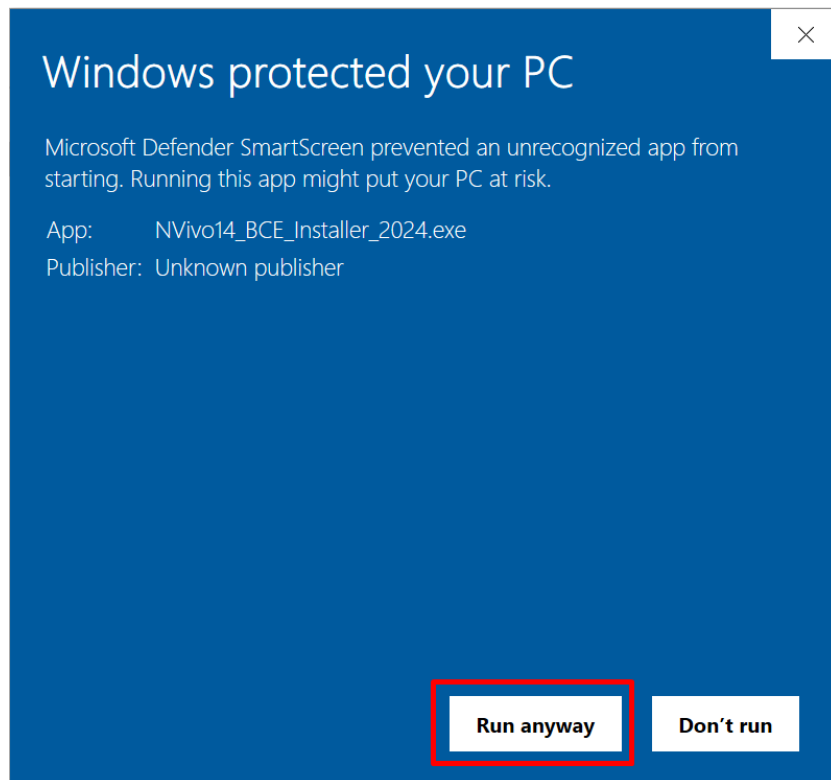 Windows protected your PC
Microsoft Defender SmartScreen prevented an unrecognized app from
starting. Running this app might put your PC at risk.
App: NVivo14_BCE_Installer_2024.exe
Publisher: Unknown publisher
Run anyway Don’t run